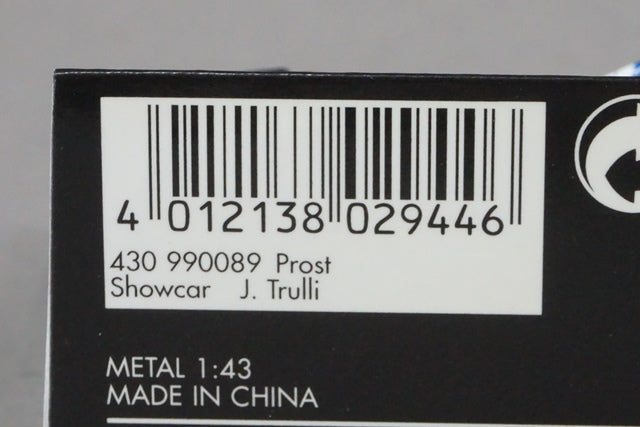 4 012138 029446
430 990089 Prost
Showcar J. Trulli
METAL 1:43
MADE IN CHINA